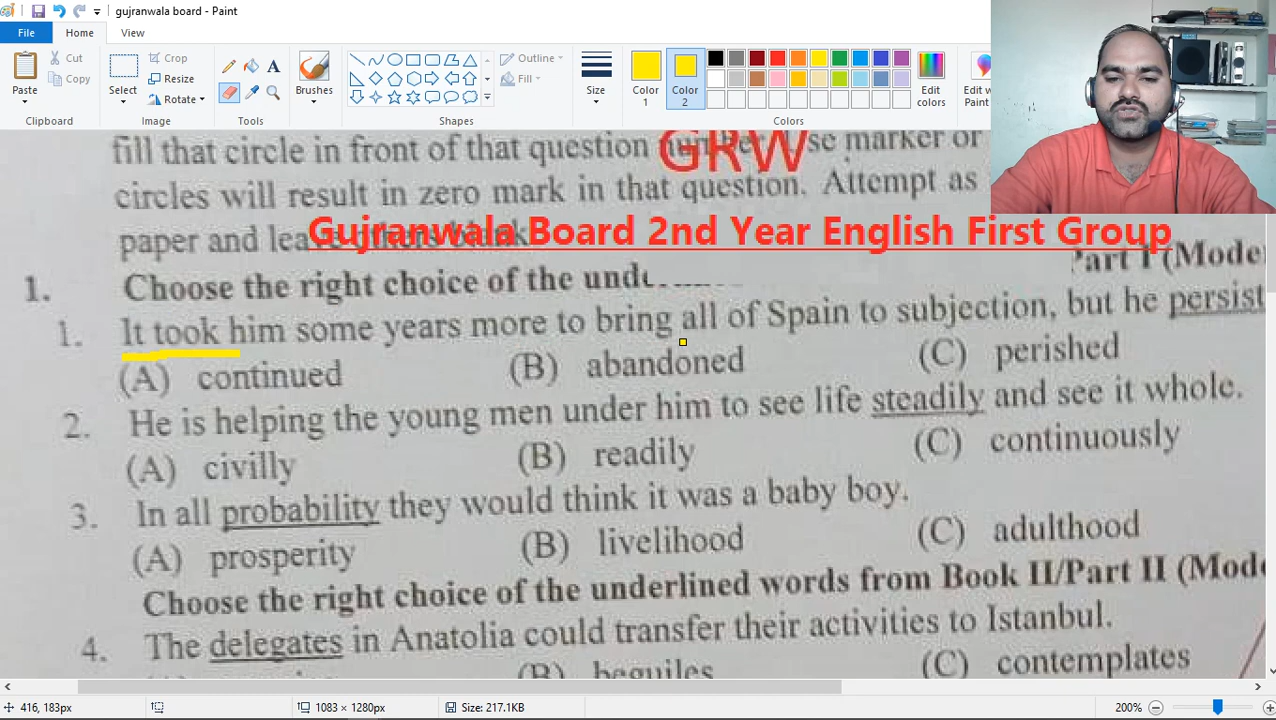 gujranwala board - Paint
File Home View
Cut
Copy
Paste
Clipboard
Crop
Resize
Rotate
Select
Image
Tools
Brushes
Outline
Fill
Shapes
Size
Color 1
Color 2
Edit colors
Edit w
Paint
Colors
fill that circle in front of that question use marker or
GRW
circles will result in zero mark in that question. Attempt as
paper and leave others blank.
Gujranwala Board 2nd Year English First Group
1. Choose the right choice of the unde Part I (Mode
1. It took him some years more to bring all of Spain to subjection, but he persist
(A) continued (B) abandoned (C) perished
2. He is helping the young men under him to see life steadily and see it whole.
(A) civilly (B) readily (C) continuously
3. In all probability they would think it was a baby boy.
(A) prosperity (B) livelihood (C) adulthood
Choose the right choice of the underlined words from Book II/Part II (Mode
4. The delegates in Anatolia could transfer their activities to Istanbul.
(B) beguiles (C) contemplates
416, 183px 1083 × 1280px Size: 217.1KB 200%